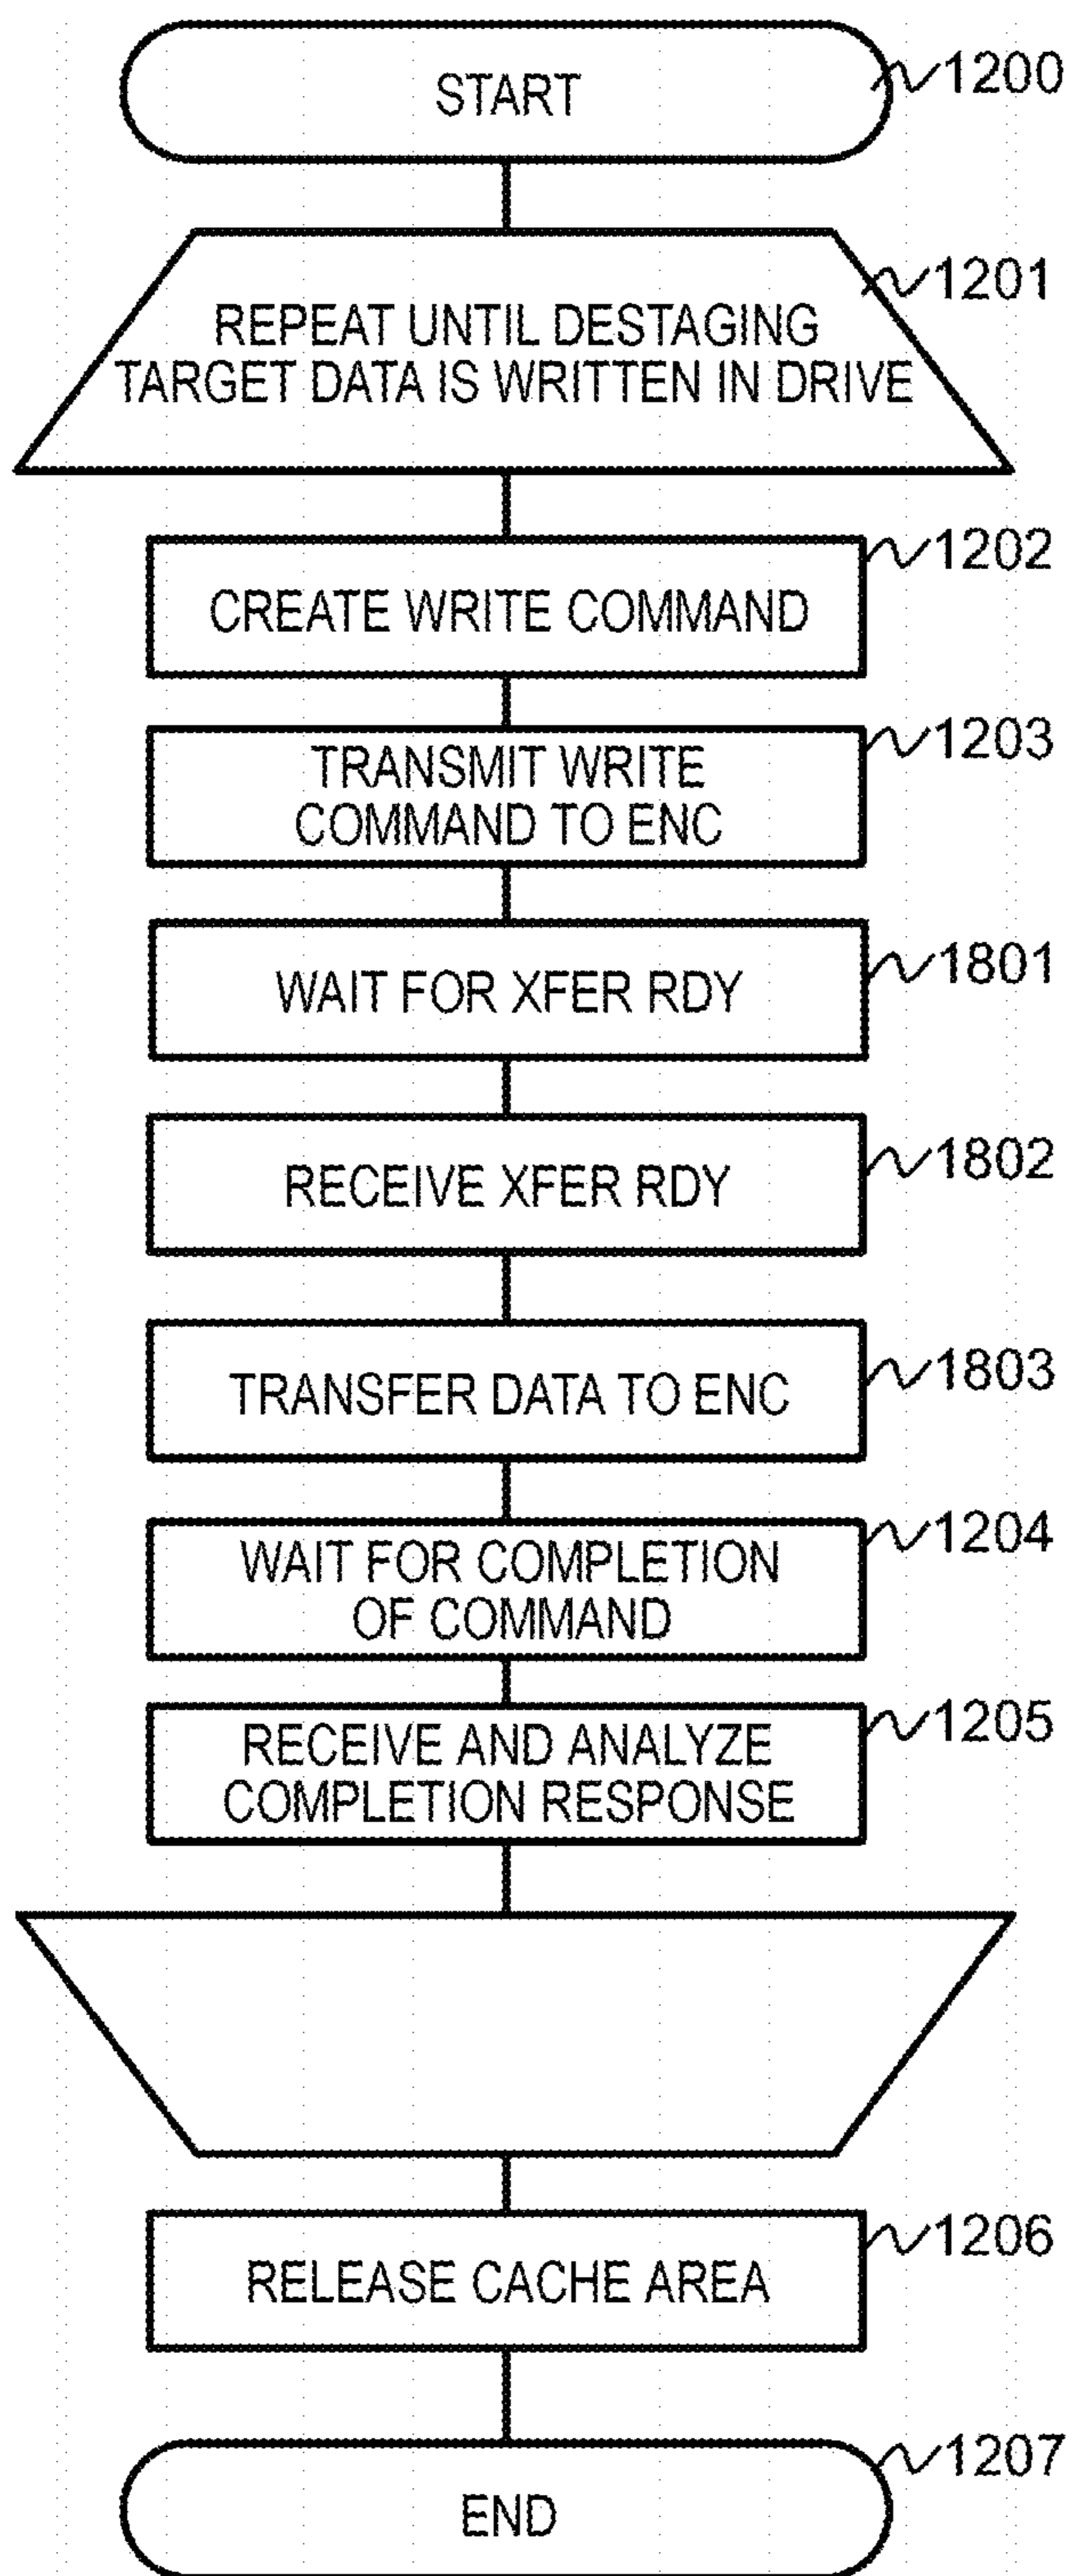 START
1200
1201
REPEAT UNTIL DESTAGING
TARGET DATA IS WRITTEN IN DRIVE
1202
CREATE WRITE COMMAND
1203
TRANSMIT WRITE
COMMAND TO ENC
1801
WAIT FOR XFER RDY
1802
RECEIVE XFER RDY
1803
TRANSFER DATA TO ENC
1204
WAIT FOR COMPLETION
OF COMMAND
1205
RECEIVE AND ANALYZE
COMPLETION RESPONSE
1206
RELEASE CACHE AREA
1207
END